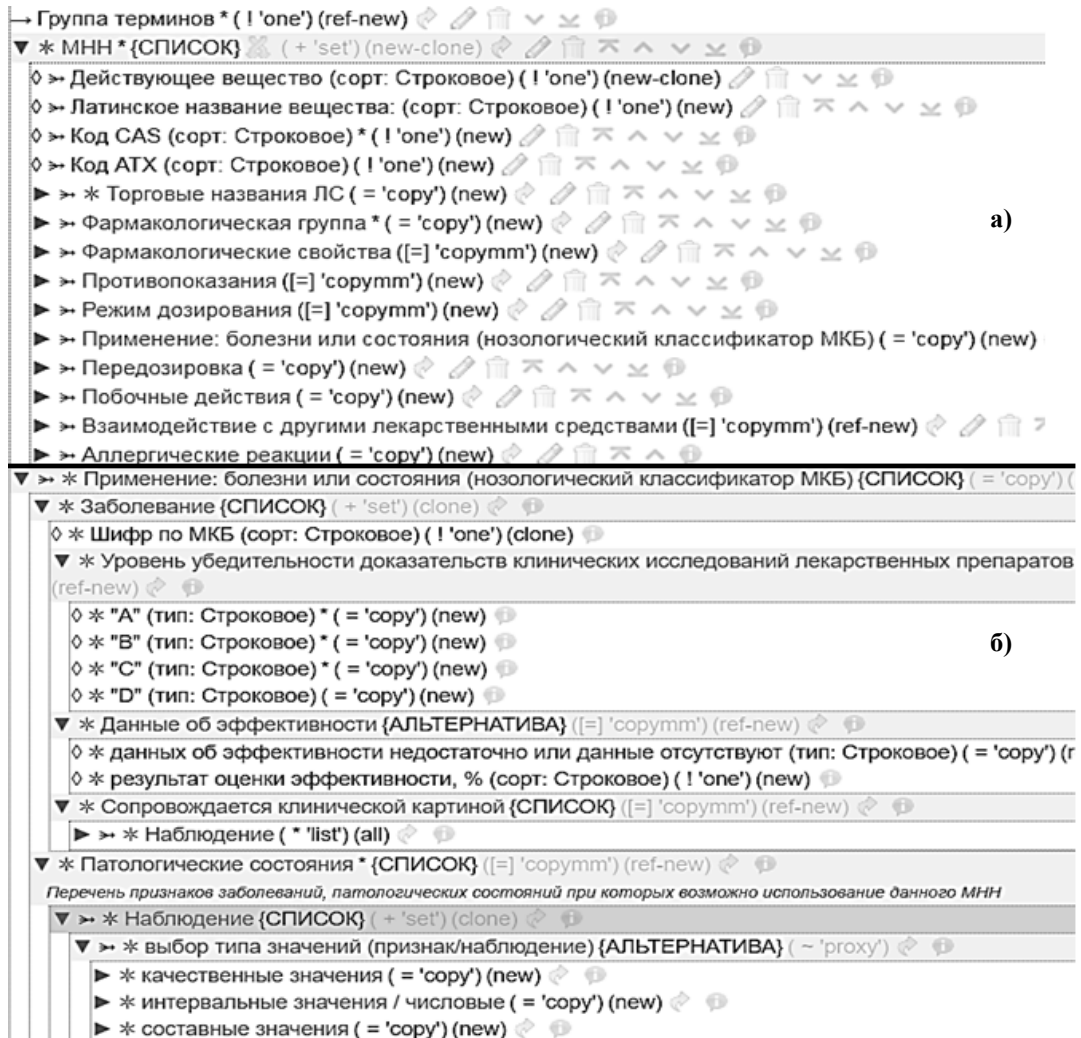 → Группа терминов * ( ! 'one') (ref-new)
▼ ∗ МНН * {СПИСОК} ( + 'set') (new-clone)
◊ ➳ Действующее вещество (сорт: Строковое) ( ! 'one') (new-clone)
◊ ➳ Латинское название вещества: (сорт: Строковое) ( ! 'one') (new)
◊ ➳ Код CAS (сорт: Строковое) * ( ! 'one') (new)
◊ ➳ Код АТХ (сорт: Строковое) ( ! 'one') (new)
► ➳ ∗ Торговые названия ЛС ( = 'copy') (new)
► ➳ Фармакологическая группа * ( = 'copy') (new)
а)
► ➳ Фармакологические свойства ([=] 'copymm') (new)
► ➳ Противопоказания ([=] 'copymm') (new)
► ➳ Режим дозирования ([=] 'copymm') (new)
► ➳ Применение: болезни или состояния (нозологический классификатор МКБ) ( = 'copy') (new)
► ➳ Передозировка ( = 'copy') (new)
► ➳ Побочные действия ( = 'copy') (new)
► ➳ Взаимодействие с другими лекарственными средствами ([=] 'copymm') (ref-new)
► ➳ Аллергические реакции ( = 'copy') (new)
▼ ➳ ∗ Применение: болезни или состояния (нозологический классификатор МКБ) {СПИСОК} ( = 'copy') (
▼ ∗ Заболевание {СПИСОК} ( + 'set') (clone)
◊ ∗ Шифр по МКБ (сорт: Строковое) ( ! 'one') (clone)
▼ ∗ Уровень убедительности доказательств клинических исследований лекарственных препаратов
(ref-new)
◊ ∗ "A" (тип: Строковое) * ( = 'copy') (new)
◊ ∗ "B" (тип: Строковое) * ( = 'copy') (new)
б)
◊ ∗ "C" (тип: Строковое) * ( = 'copy') (new)
◊ ∗ "D" (тип: Строковое) ( = 'copy') (new)
▼ ∗ Данные об эффективности {АЛЬТЕРНАТИВА} ([=] 'copymm') (ref-new)
◊ ∗ данных об эффективности недостаточно или данные отсутствуют (тип: Строковое) ( = 'copy') (r
◊ ∗ результат оценки эффективности, % (сорт: Строковое) ( ! 'one') (new)
▼ ∗ Сопровождается клинической картиной {СПИСОК} ([=] 'copymm') (ref-new)
► ➳ ∗ Наблюдение ( * 'list') (all)
▼ ∗ Патологические состояния * {СПИСОК} ([=] 'copymm') (ref-new)
Перечень признаков заболеваний, патологических состояний при которых возможно использование данного МНН
▼ ➳ ∗ Наблюдение {СПИСОК} ( + 'set') (clone)
▼ ➳ ∗ выбор типа значений (признак/наблюдение) {АЛЬТЕРНАТИВА} ( ~ 'proxy')
► ∗ качественные значения ( = 'copy') (new)
► ∗ интервальные значения / числовые ( = 'copy') (new)
► ∗ составные значения ( = 'copy') (new)